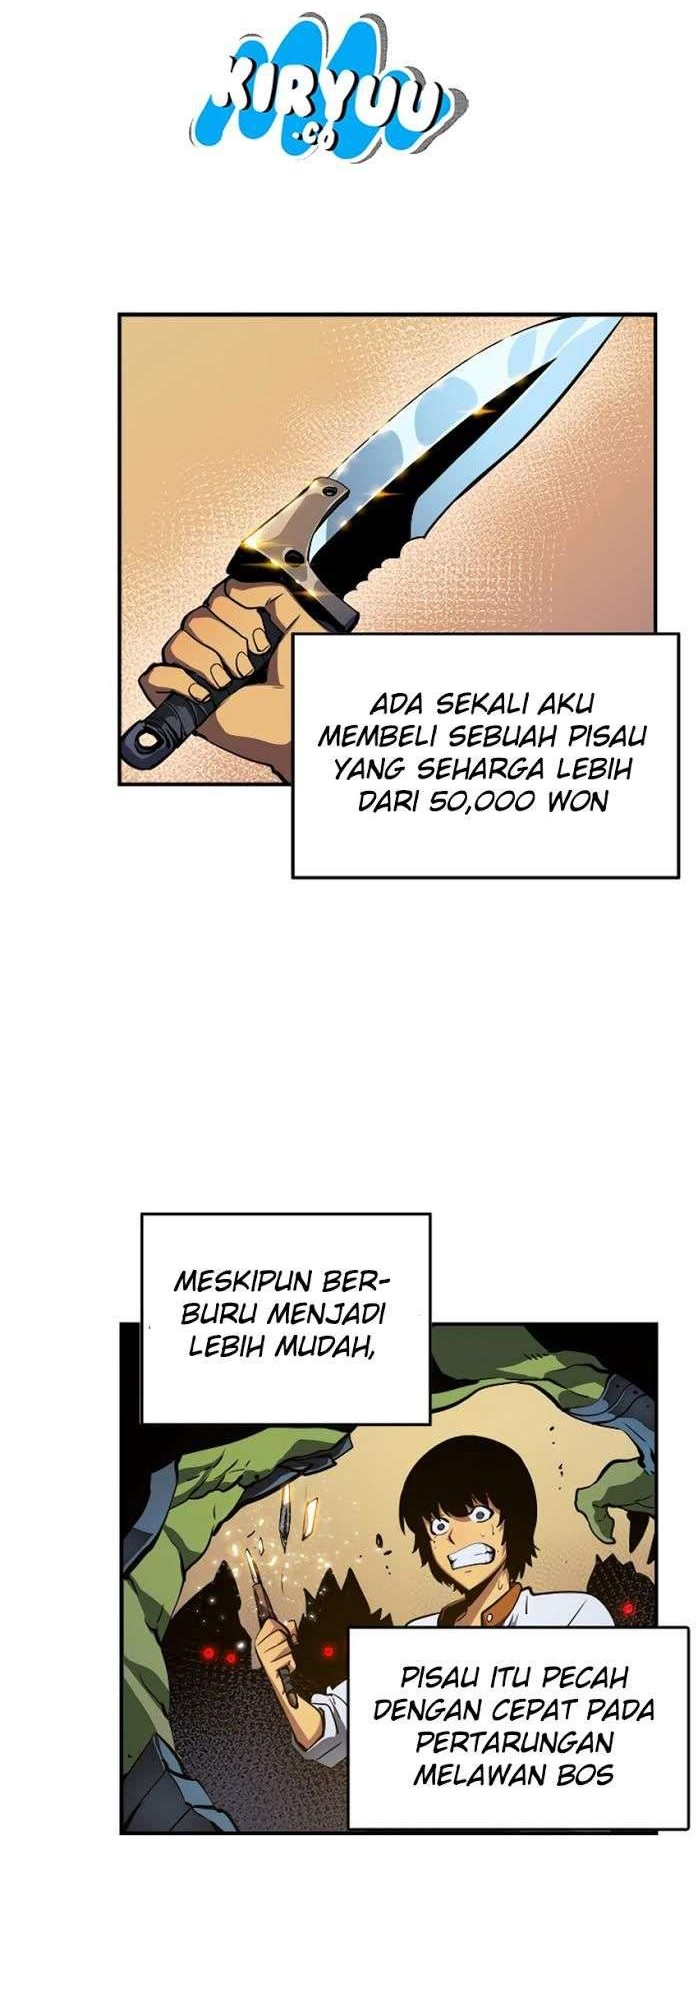 KIRYUU
.CO
ADA SEKALI AKU
MEMBELI SEBUAH PISAU
YANG SEHARGA LEBIH
DARI 50,000 WON
MESKIPUN BER-
BURU MENJADI
LEBIH MUDAH,
PISAU ITU PECAH
DENGAN CEPAT PADA
PERTARUNGAN
MELAWAN BOS